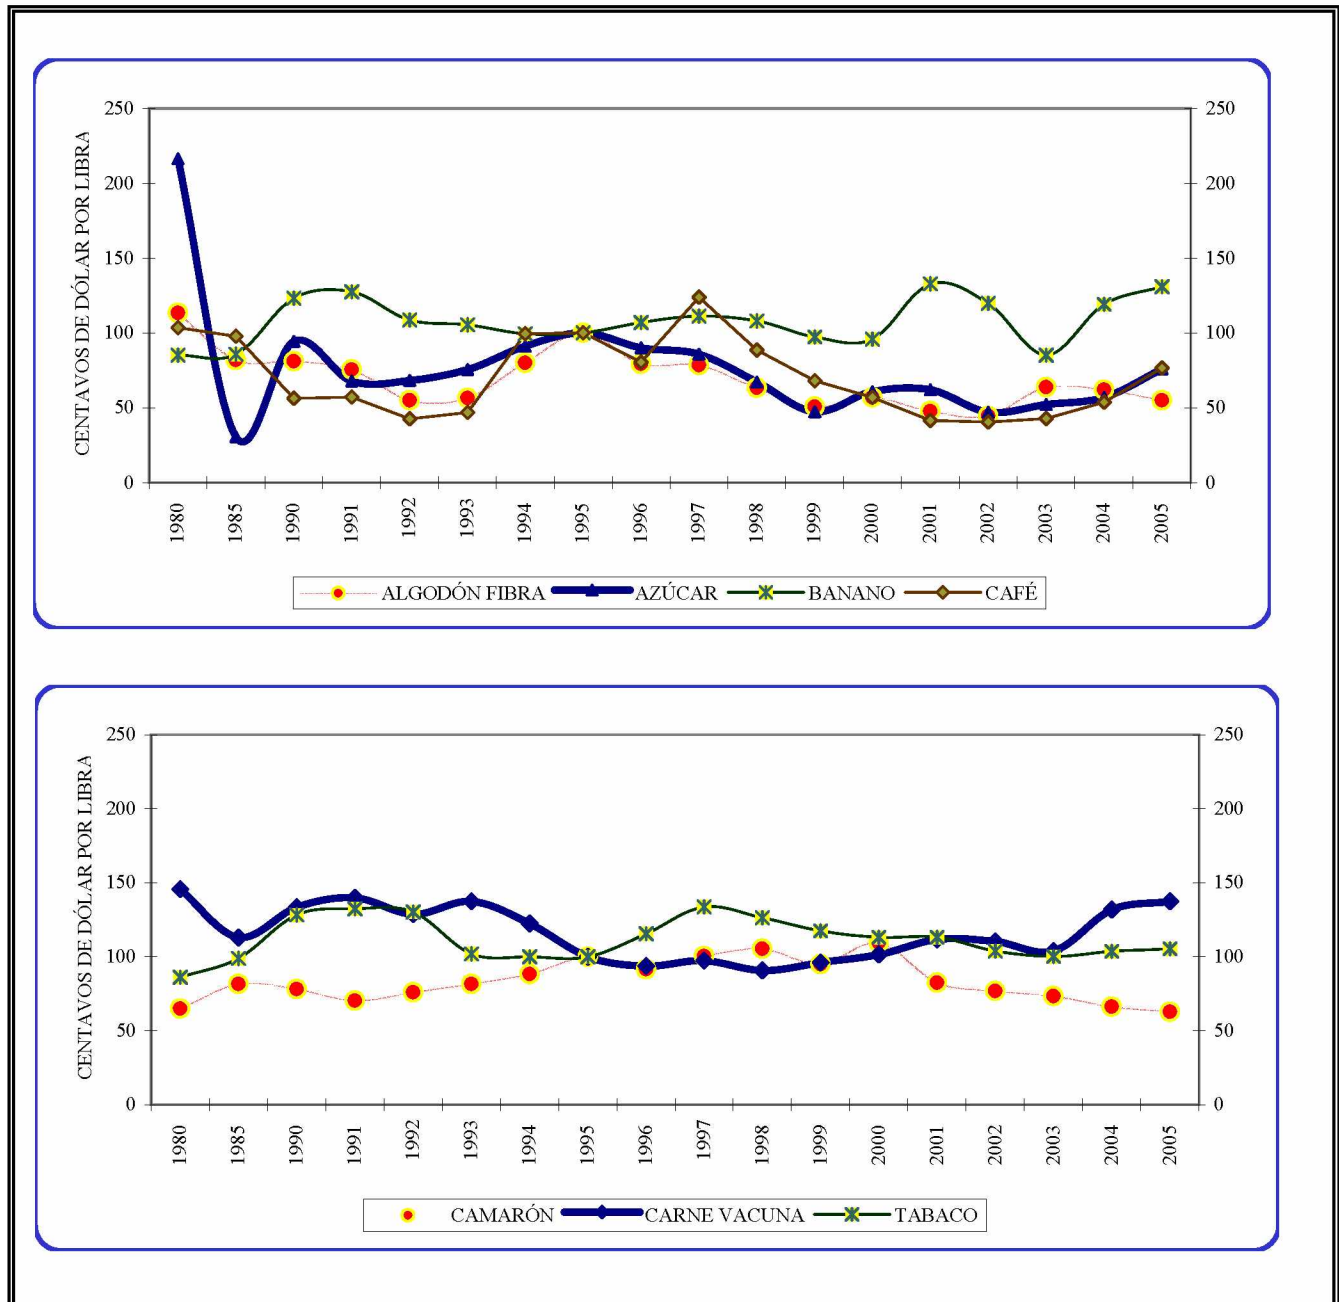 CENTAVOS DE DÓLAR POR LIBRA
250 250
200 200
150 150
100 100
50 50
0 0
1980 1985 1990 1991 1992 1993 1994 1995 1996 1997 1998 1999 2000 2001 2002 2003 2004 2005
ALGODÓN FIBRA AZÚCAR BANANO CAFÉ
CENTAVOS DE DÓLAR POR LIBRA
250 250
200 200
150 150
100 100
50 50
0 0
1980 1985 1990 1991 1992 1993 1994 1995 1996 1997 1998 1999 2000 2001 2002 2003 2004 2005
CAMARÓN CARNE VACUNA TABACO